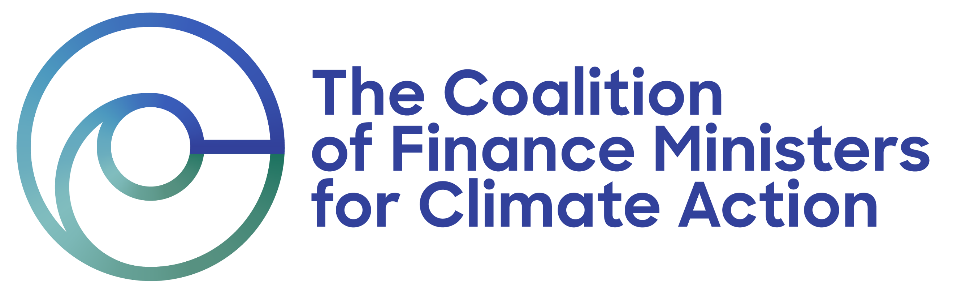 The Coalition
of Finance Ministers
for Climate Action